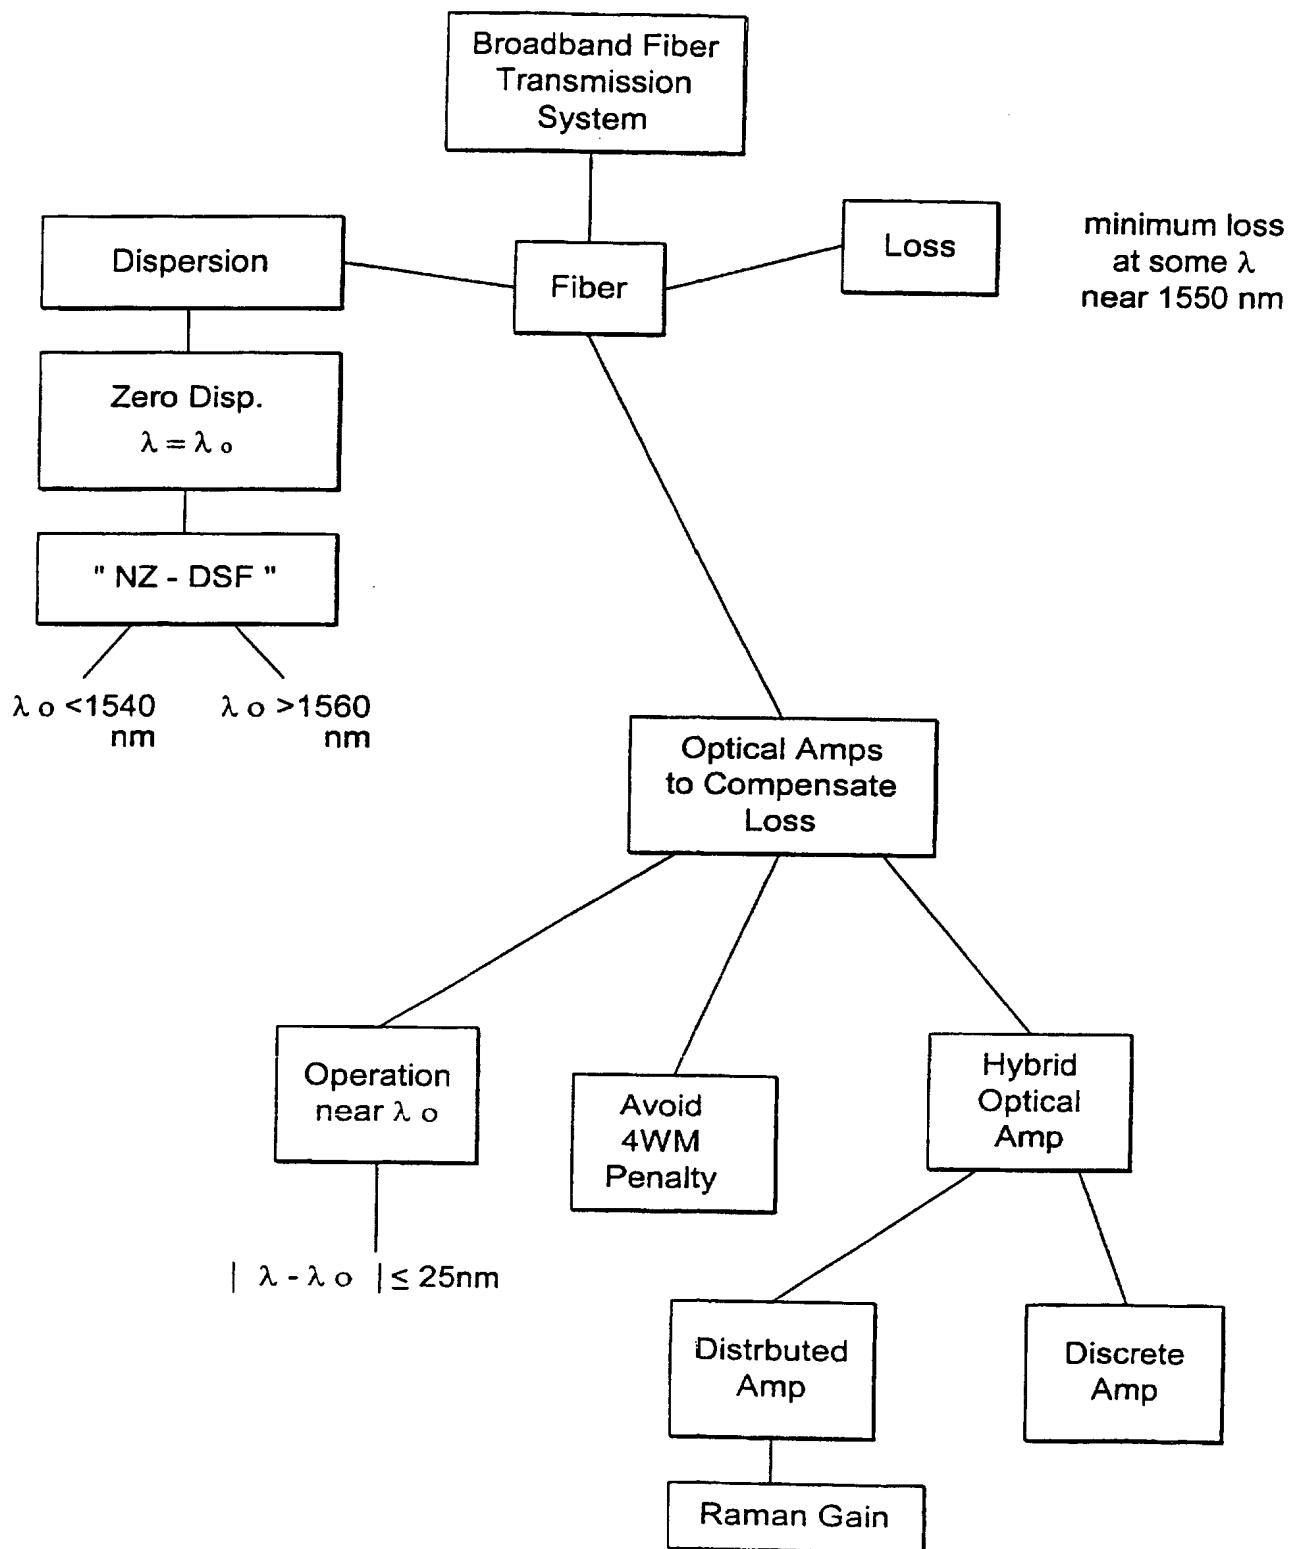 Broadband Fiber
Transmission
System
Dispersion
Fiber
Loss
minimum loss
at some λ
near 1550 nm
Zero Disp.
λ = λ o
" NZ - DSF "
λ o <1540
nm
λ o >1560
nm
Optical Amps
to Compensate
Loss
Operation
near λ o
| λ - λ o | ≤ 25nm
Avoid
4WM
Penalty
Hybrid
Optical
Amp
Distrbuted
Amp
Discrete
Amp
Raman Gain